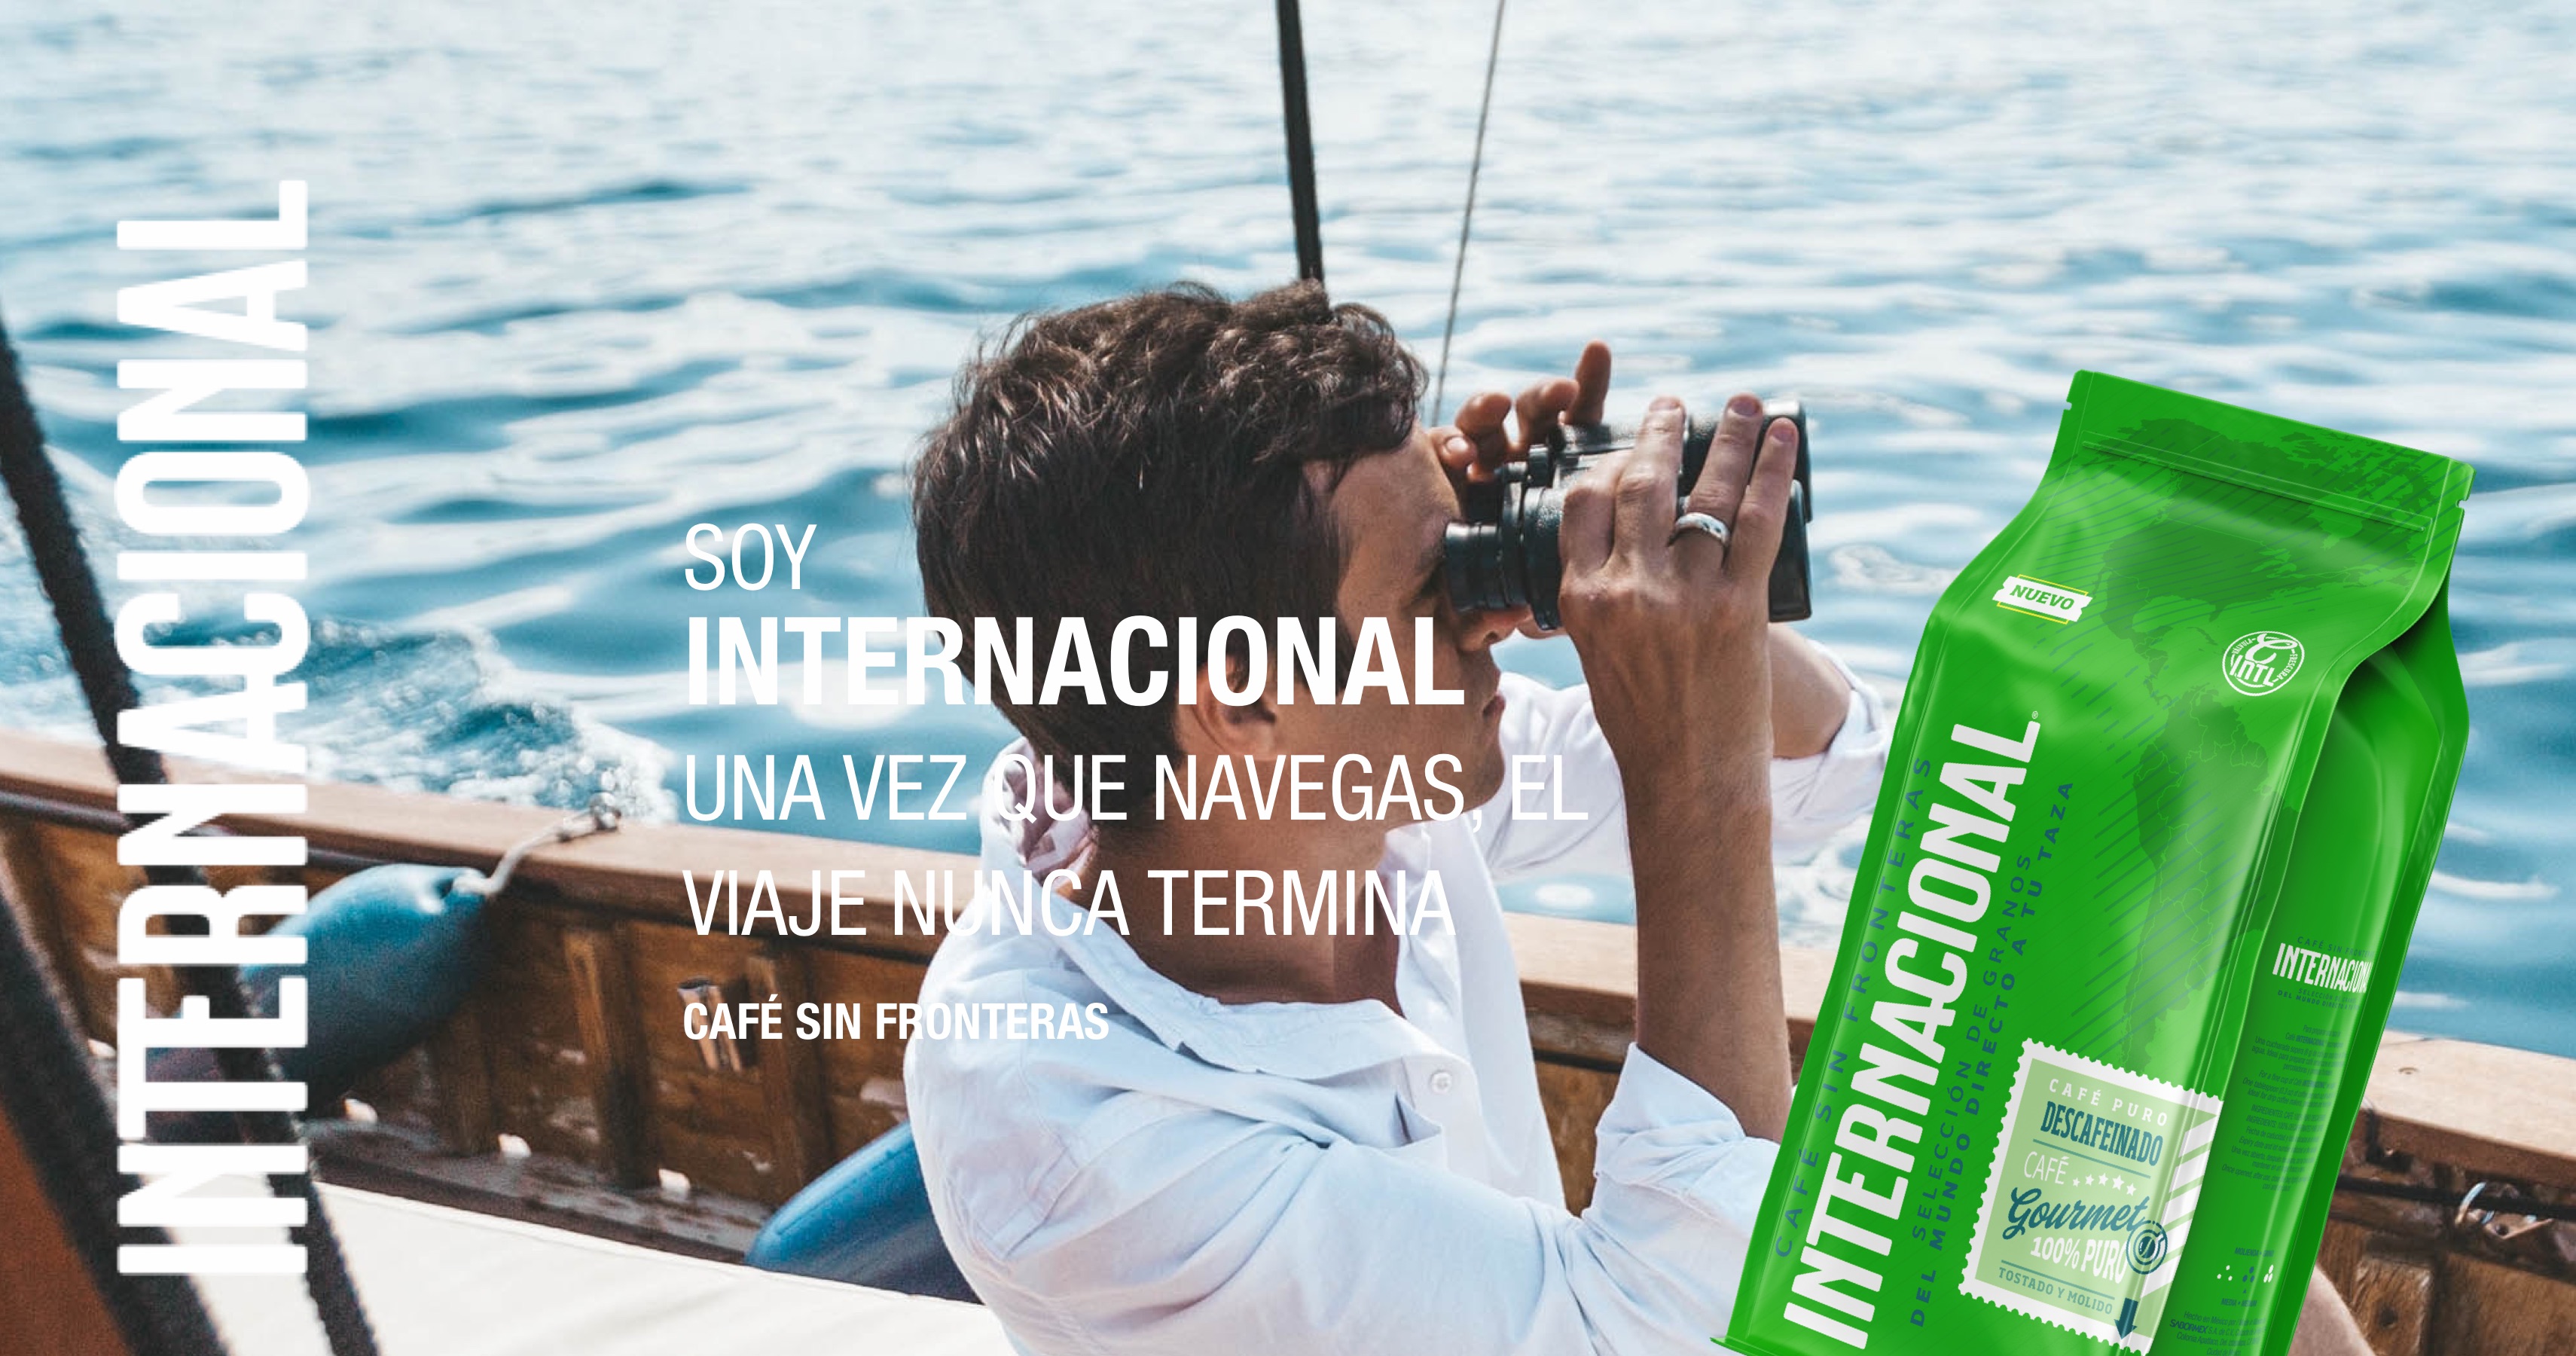 INTERNACIONAL
SOY
INTERNACIONAL
UNA VEZ QUE NAVEGAS, EL
VIAJE NUNCA TERMINA
CAFÉ SIN FRONTERAS
NUEVO
INTL
CAFÉ SIN FRONTERAS
INTERNACIONAL®
SELECCIÓN DE GRANOS
DEL MUNDO DIRECTO A TU TAZA
CAFÉ PURO
DESCAFEINADO
CAFÉ
Gourmet
100% PURO
TOSTADO Y MOLIDO
INTERNACIONAL